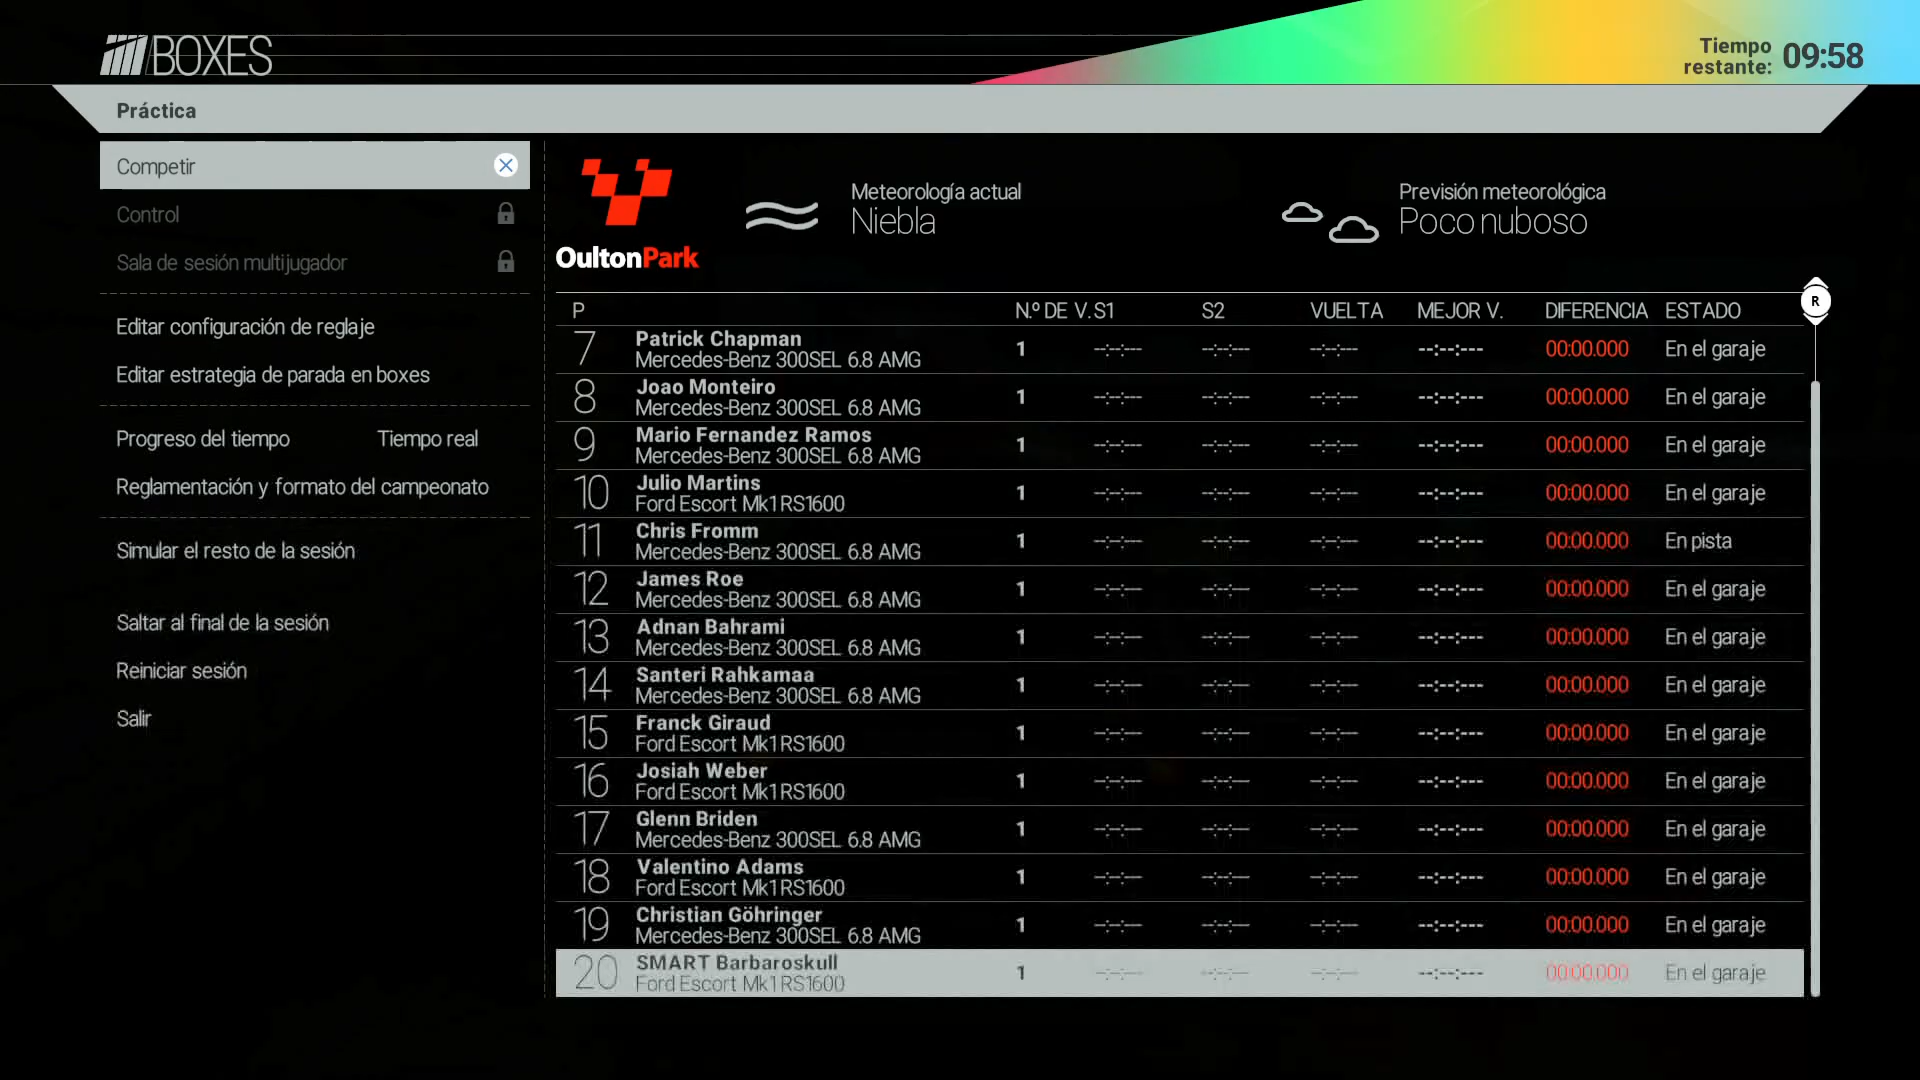 BOXES
Tiempo restante: 09:58
Práctica
Competir
Control
Sala de sesión multijugador
Editar configuración de reglaje
Editar estrategia de parada en boxes
Progreso del tiempo Tiempo real
Reglamentación y formato del campeonato
Simular el resto de la sesión
Saltar al final de la sesión
Reiniciar sesión
Salir
OultonPark
Meteorología actual
Niebla
Previsión meteorológica
Poco nuboso
P N.º DE V. S1 S2 VUELTA MEJOR V. DIFERENCIA ESTADO
R
7 Patrick Chapman
Mercedes-Benz 300SEL 6.8 AMG 1 --:--:--- --:--:--- --:--:--- --:--:--- 00:00.000 En el garaje
8 Joao Monteiro
Mercedes-Benz 300SEL 6.8 AMG 1 --:--:--- --:--:--- --:--:--- --:--:--- 00:00.000 En el garaje
9 Mario Fernandez Ramos
Mercedes-Benz 300SEL 6.8 AMG 1 --:--:--- --:--:--- --:--:--- --:--:--- 00:00.000 En el garaje
10 Julio Martins
Ford Escort Mk1 RS1600 1 --:--:--- --:--:--- --:--:--- --:--:--- 00:00.000 En el garaje
11 Chris Fromm
Mercedes-Benz 300SEL 6.8 AMG 1 --:--:--- --:--:--- --:--:--- --:--:--- 00:00.000 En pista
12 James Roe
Mercedes-Benz 300SEL 6.8 AMG 1 --:--:--- --:--:--- --:--:--- --:--:--- 00:00.000 En el garaje
13 Adnan Bahrami
Mercedes-Benz 300SEL 6.8 AMG 1 --:--:--- --:--:--- --:--:--- --:--:--- 00:00.000 En el garaje
14 Santeri Rahkamaa
Mercedes-Benz 300SEL 6.8 AMG 1 --:--:--- --:--:--- --:--:--- --:--:--- 00:00.000 En el garaje
15 Franck Giraud
Ford Escort Mk1 RS1600 1 --:--:--- --:--:--- --:--:--- --:--:--- 00:00.000 En el garaje
16 Josiah Weber
Ford Escort Mk1 RS1600 1 --:--:--- --:--:--- --:--:--- --:--:--- 00:00.000 En el garaje
17 Glenn Briden
Mercedes-Benz 300SEL 6.8 AMG 1 --:--:--- --:--:--- --:--:--- --:--:--- 00:00.000 En el garaje
18 Valentino Adams
Ford Escort Mk1 RS1600 1 --:--:--- --:--:--- --:--:--- --:--:--- 00:00.000 En el garaje
19 Christian Göhringer
Mercedes-Benz 300SEL 6.8 AMG 1 --:--:--- --:--:--- --:--:--- --:--:--- 00:00.000 En el garaje
20 SMART Barbaroskull
Ford Escort Mk1 RS1600 1 --:--:--- --:--:--- --:--:--- --:--:--- 00:00.000 En el garaje